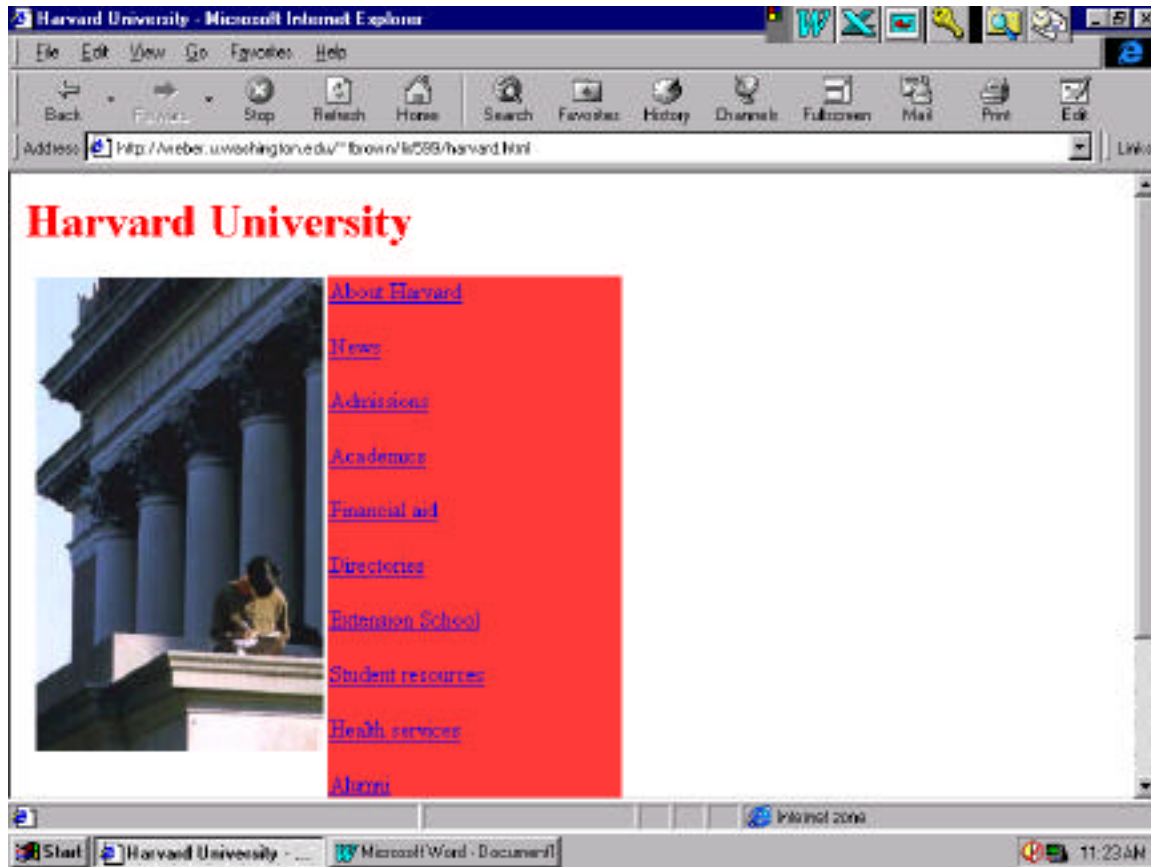 Harvard University - Microsoft Internet Explorer
File Edit View Go Favorites Help
Back Forward Stop Refresh Home Search Favorites History Channels Fullscreen Mail Print Edit
Address http://weber.u.washington.edu/~tbrown/lis599/harvard.html Links
Harvard University
About Harvard
News
Admissions
Academics
Financial aid
Directories
Extension School
Student resources
Health services
Alumni
Internet zone
Start Harvard University - ... Microsoft Word - Document1 11:23 AM